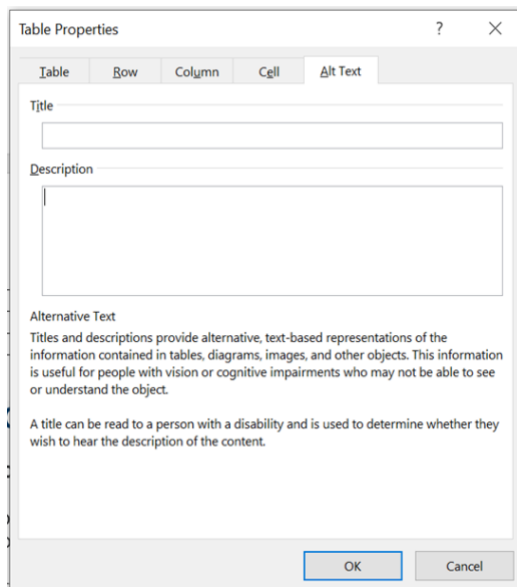 Table Properties ? ×
Table Row Column Cell Alt Text
Title
Description
Alternative Text
Titles and descriptions provide alternative, text-based representations of the
information contained in tables, diagrams, images, and other objects. This information
is useful for people with vision or cognitive impairments who may not be able to see
or understand the object.
A title can be read to a person with a disability and is used to determine whether they
wish to hear the description of the content.
OK Cancel